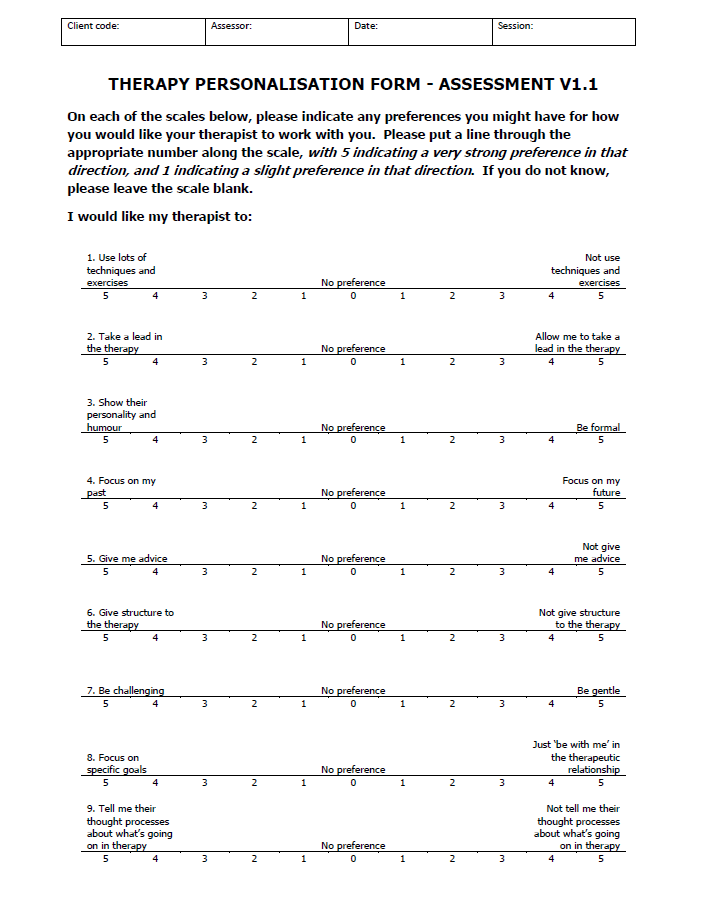 Client code: Assessor: Date: Session:
THERAPY PERSONALISATION FORM - ASSESSMENT V1.1
On each of the scales below, please indicate any preferences you might have for how
you would like your therapist to work with you. Please put a line through the
appropriate number along the scale, with 5 indicating a very strong preference in that
direction, and 1 indicating a slight preference in that direction. If you do not know,
please leave the scale blank.
I would like my therapist to:
1. Use lots of Not use
techniques and techniques and
exercises No preference exercises
5 4 3 2 1 0 1 2 3 4 5
2. Take a lead in Allow me to take a
the therapy No preference lead in the therapy
5 4 3 2 1 0 1 2 3 4 5
3. Show their
personality and
humour No preference Be formal
5 4 3 2 1 0 1 2 3 4 5
4. Focus on my Focus on my
past No preference future
5 4 3 2 1 0 1 2 3 4 5
Not give
5. Give me advice No preference me advice
5 4 3 2 1 0 1 2 3 4 5
6. Give structure to Not give structure
the therapy No preference to the therapy
5 4 3 2 1 0 1 2 3 4 5
7. Be challenging No preference Be gentle
5 4 3 2 1 0 1 2 3 4 5
Just ‘be with me’ in
8. Focus on the therapeutic
specific goals No preference relationship
5 4 3 2 1 0 1 2 3 4 5
9. Tell me their Not tell me their
thought processes thought processes
about what’s going about what’s going
on in therapy No preference on in therapy
5 4 3 2 1 0 1 2 3 4 5